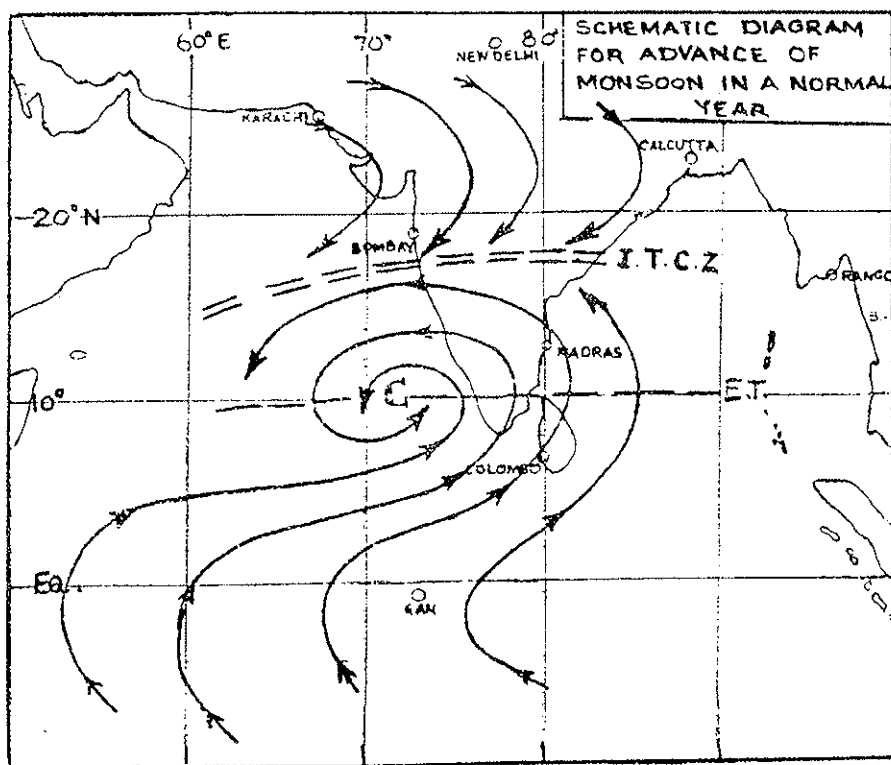 SCHEMATIC DIAGRAM
FOR ADVANCE OF
MONSOON IN A NORMAL
YEAR
60°E
70°
80°
NEW DELHI
KARACHI
CALCUTTA
20°N
BOMBAY
I.T.C.Z
RANGO
B.
MADRAS
10°
C
E.T.
COLOMBO
EQ.
GAN